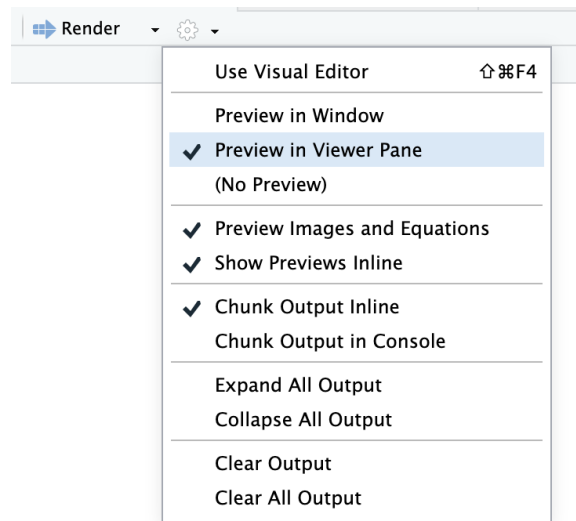 Render
Use Visual Editor ⇧⌘F4
Preview in Window
Preview in Viewer Pane
(No Preview)
Preview Images and Equations
Show Previews Inline
Chunk Output Inline
Chunk Output in Console
Expand All Output
Collapse All Output
Clear Output
Clear All Output